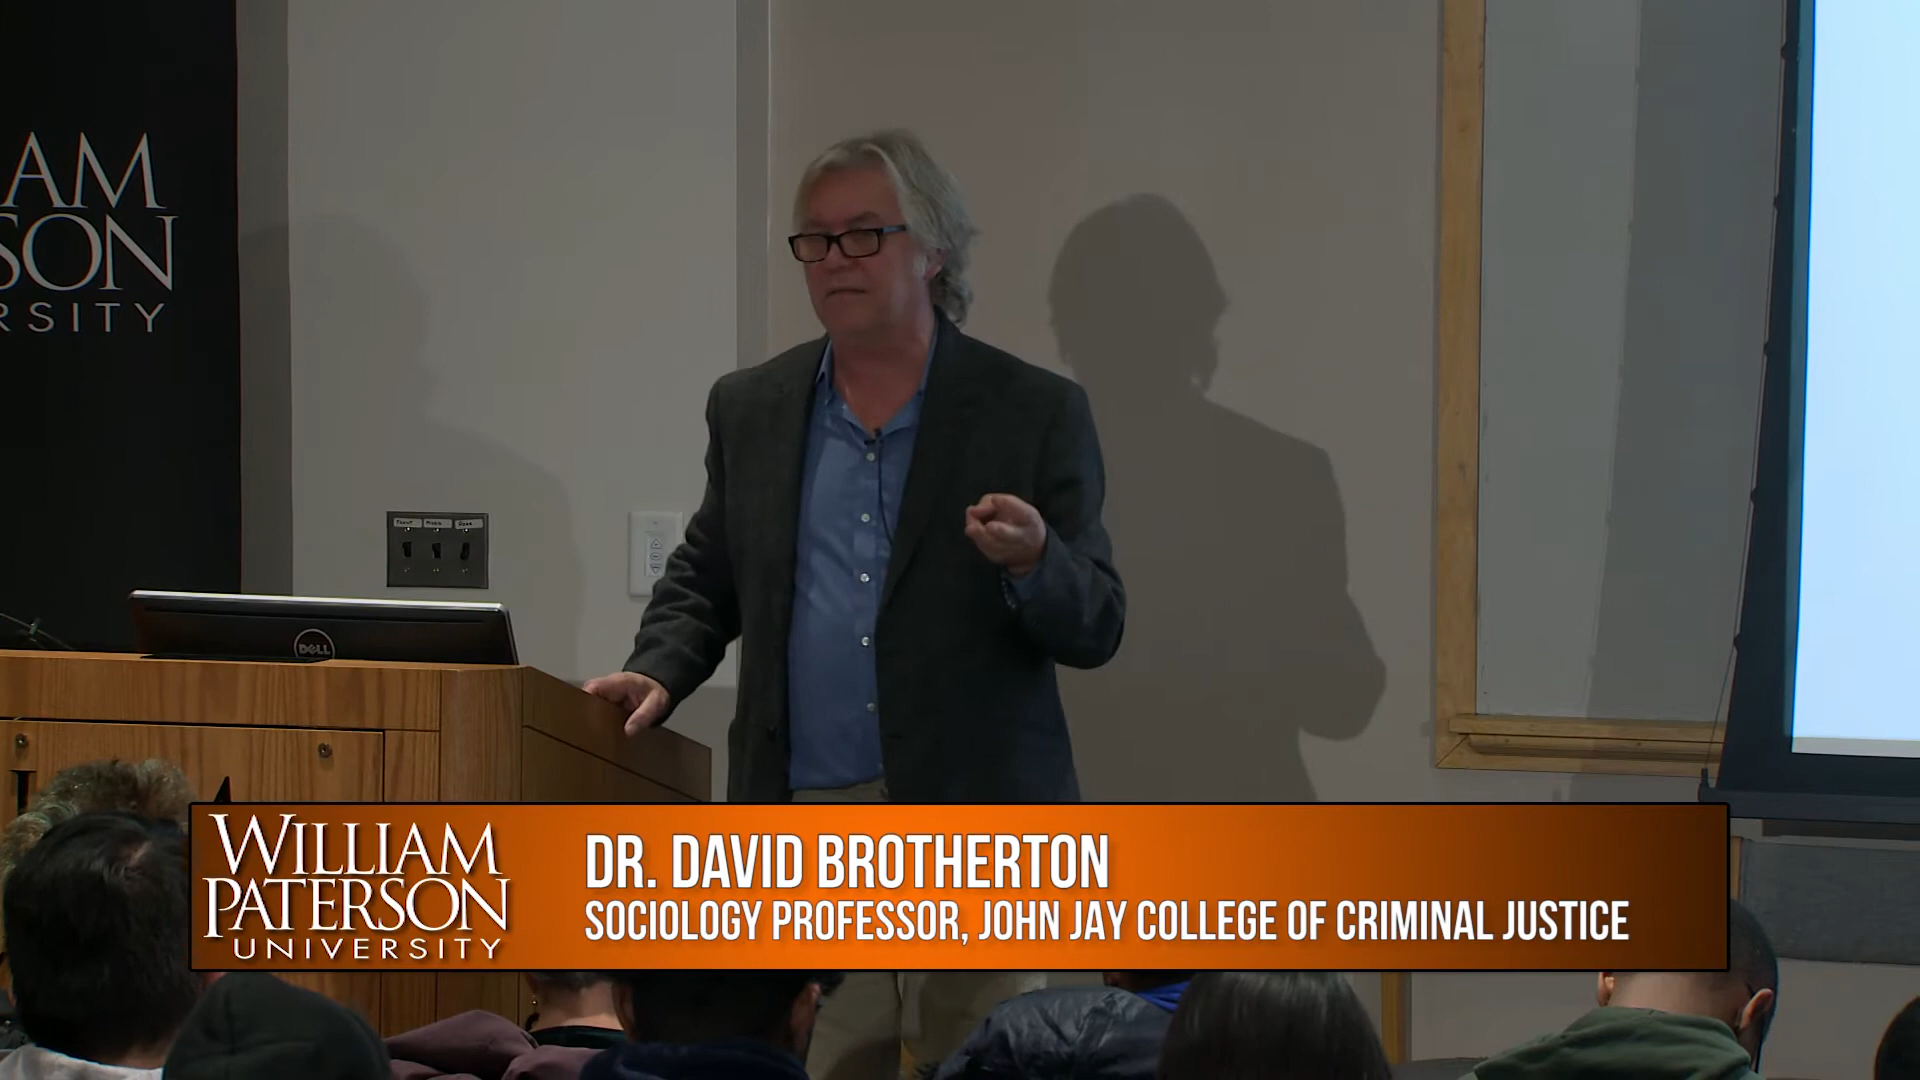 AM
SON
RSITY
DELL
WILLIAM
PATERSON
UNIVERSITY
DR. DAVID BROTHERTON
SOCIOLOGY PROFESSOR, JOHN JAY COLLEGE OF CRIMINAL JUSTICE